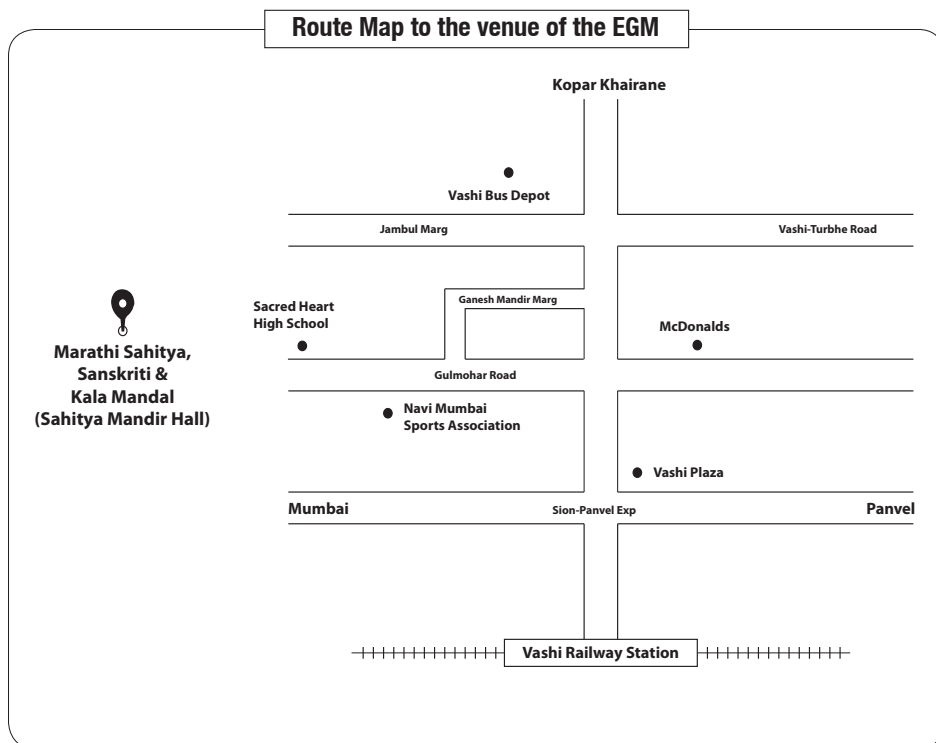 Route Map to the venue of the EGM
Kopar Khairane
Vashi Bus Depot
Jambul Marg
Vashi-Turbhe Road
Ganesh Mandir Marg
Sacred Heart
High School
McDonalds
Marathi Sahitya,
Sanskriti &
Kala Mandal
(Sahitya Mandir Hall)
Gulmohar Road
Navi Mumbai
Sports Association
Vashi Plaza
Mumbai
Sion-Panvel Exp
Panvel
Vashi Railway Station